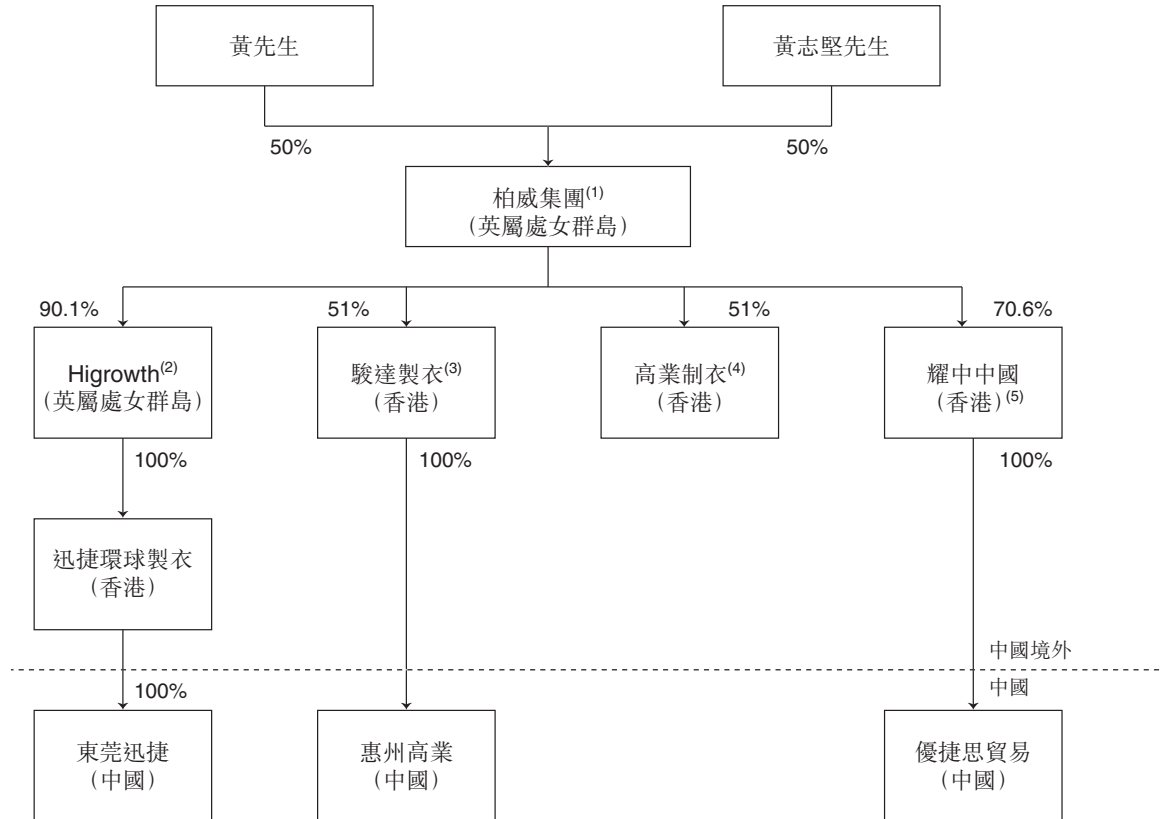 黃先生
黃志堅先生
50%
50%
柏威集團(1)
（英屬處女群島）
90.1%
51%
51%
70.6%
Higrowth(2)
（英屬處女群島）
駿達製衣(3)
（香港）
高業制衣(4)
（香港）
耀中中國
（香港）(5)
100%
100%
100%
迅捷環球製衣
（香港）
中國境外
中國
100%
東莞迅捷
（中國）
惠州高業
（中國）
優捷思貿易
（中國）